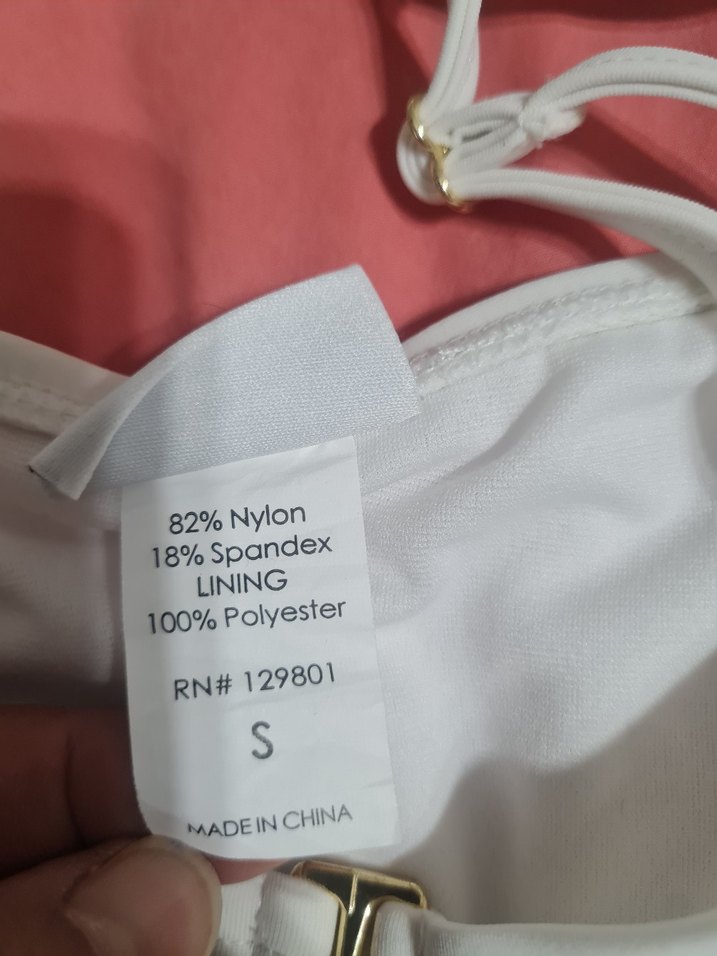 82% Nylon
18% Spandex
LINING
100% Polyester
RN# 129801
S
MADE IN CHINA